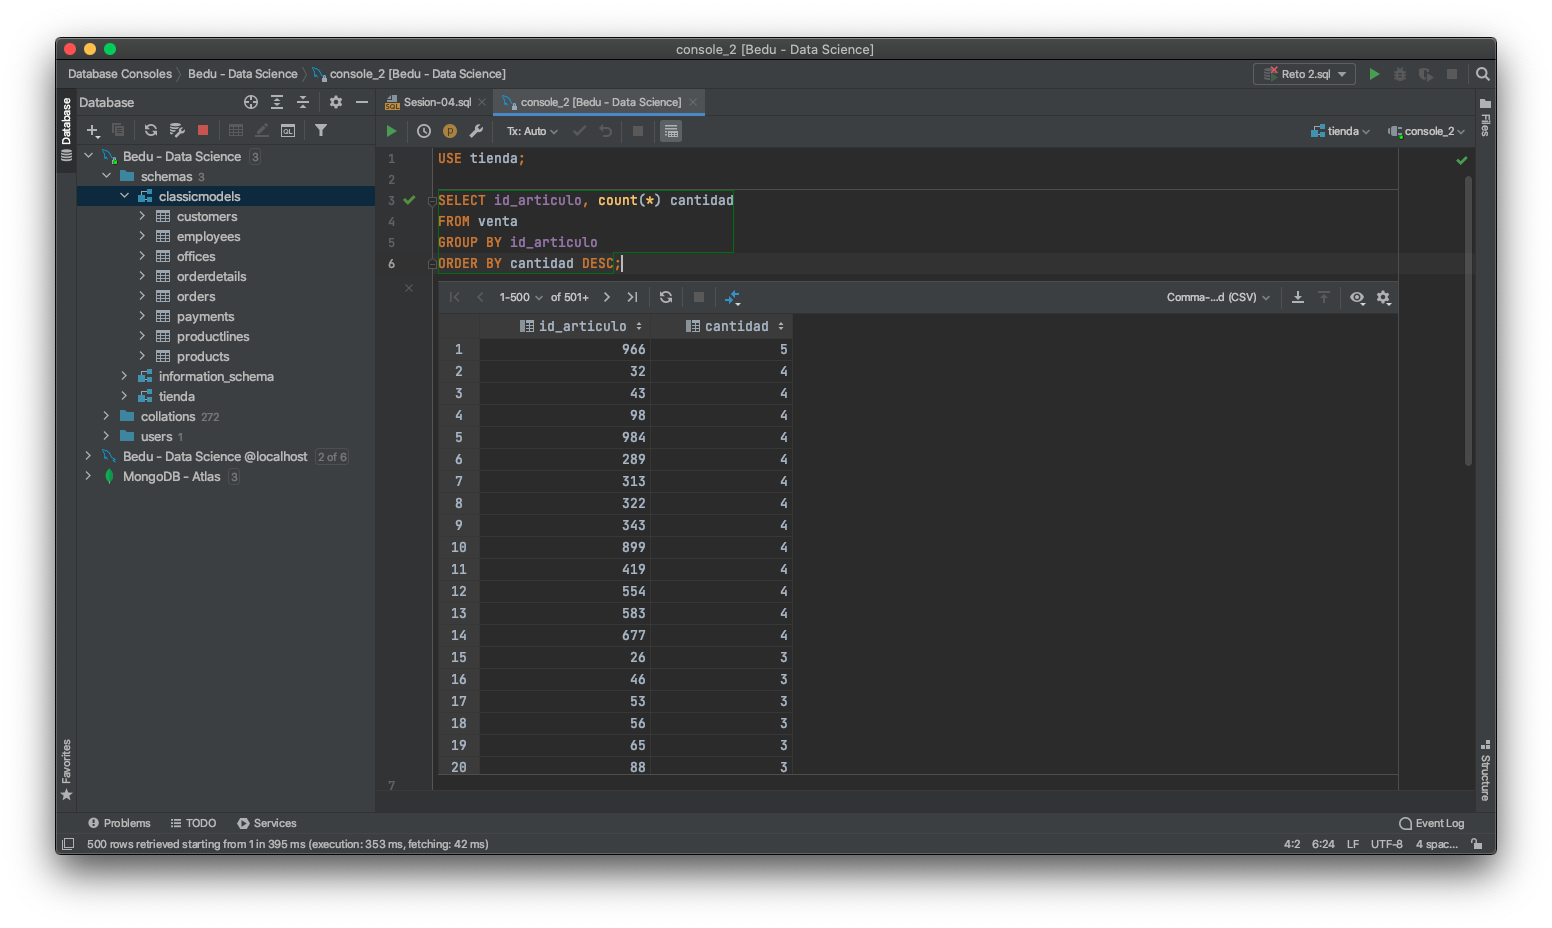 console_2 [Bedu - Data Science]
Database Consoles Bedu - Data Science console_2 [Bedu - Data Science] Reto 2.sql
Database
Database
Sesion-04.sql console_2 [Bedu - Data Science]
Files
Tx: Auto tienda console_2
Bedu - Data Science 3
schemas 3
classicmodels
customers
employees
offices
orderdetails
orders
payments
productlines
products
information_schema
tienda
collations 272
users 1
Bedu - Data Science @localhost 2 of 6
MongoDB - Atlas 3
1 USE tienda;
2
3 SELECT id_articulo, count(*) cantidad
4 FROM venta
5 GROUP BY id_articulo
6 ORDER BY cantidad DESC;
1-500 of 501+ Comma-...d (CSV)
id_articulo cantidad
1 966 5
2 32 4
3 43 4
4 98 4
5 984 4
6 289 4
7 313 4
8 322 4
9 343 4
10 899 4
11 419 4
12 554 4
13 583 4
14 677 4
15 26 3
16 46 3
17 53 3
18 56 3
19 65 3
20 88 3
7
Favorites
Structure
Problems TODO Services Event Log
500 rows retrieved starting from 1 in 395 ms (execution: 353 ms, fetching: 42 ms) 4:2 6:24 LF UTF-8 4 spac...